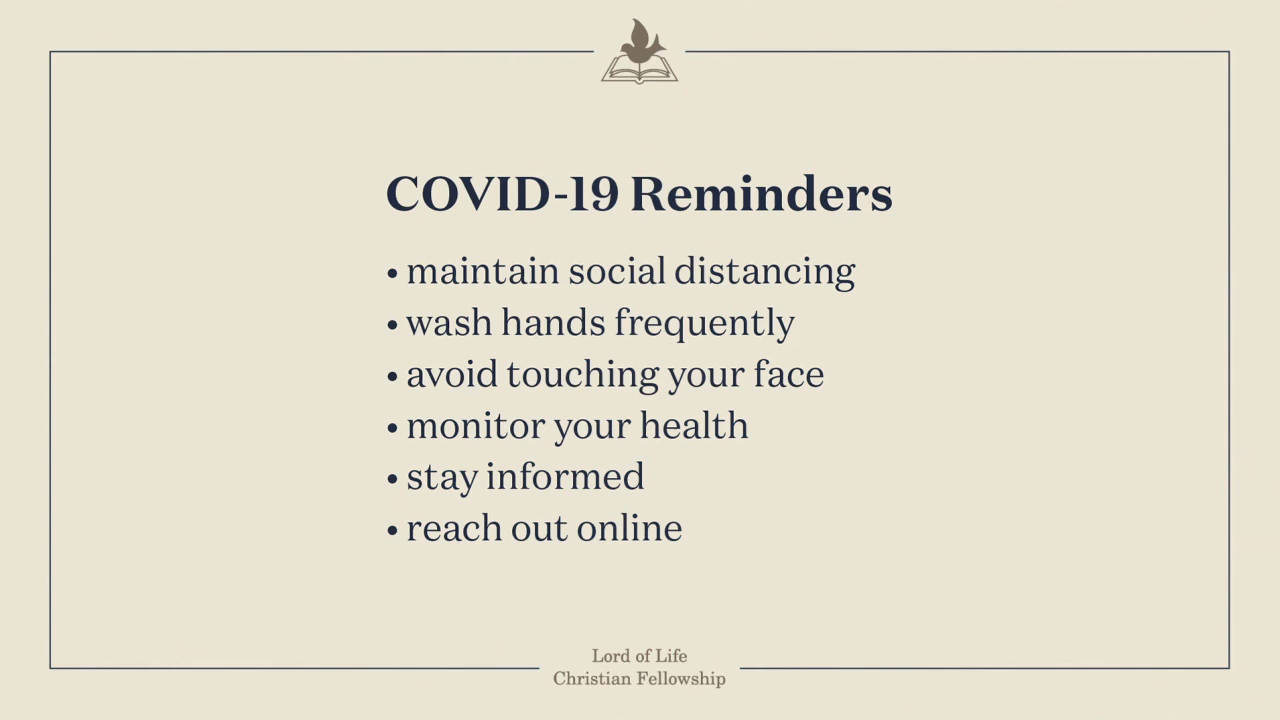 COVID-19 Reminders
• maintain social distancing
• wash hands frequently
• avoid touching your face
• monitor your health
• stay informed
• reach out online
Lord of Life
Christian Fellowship